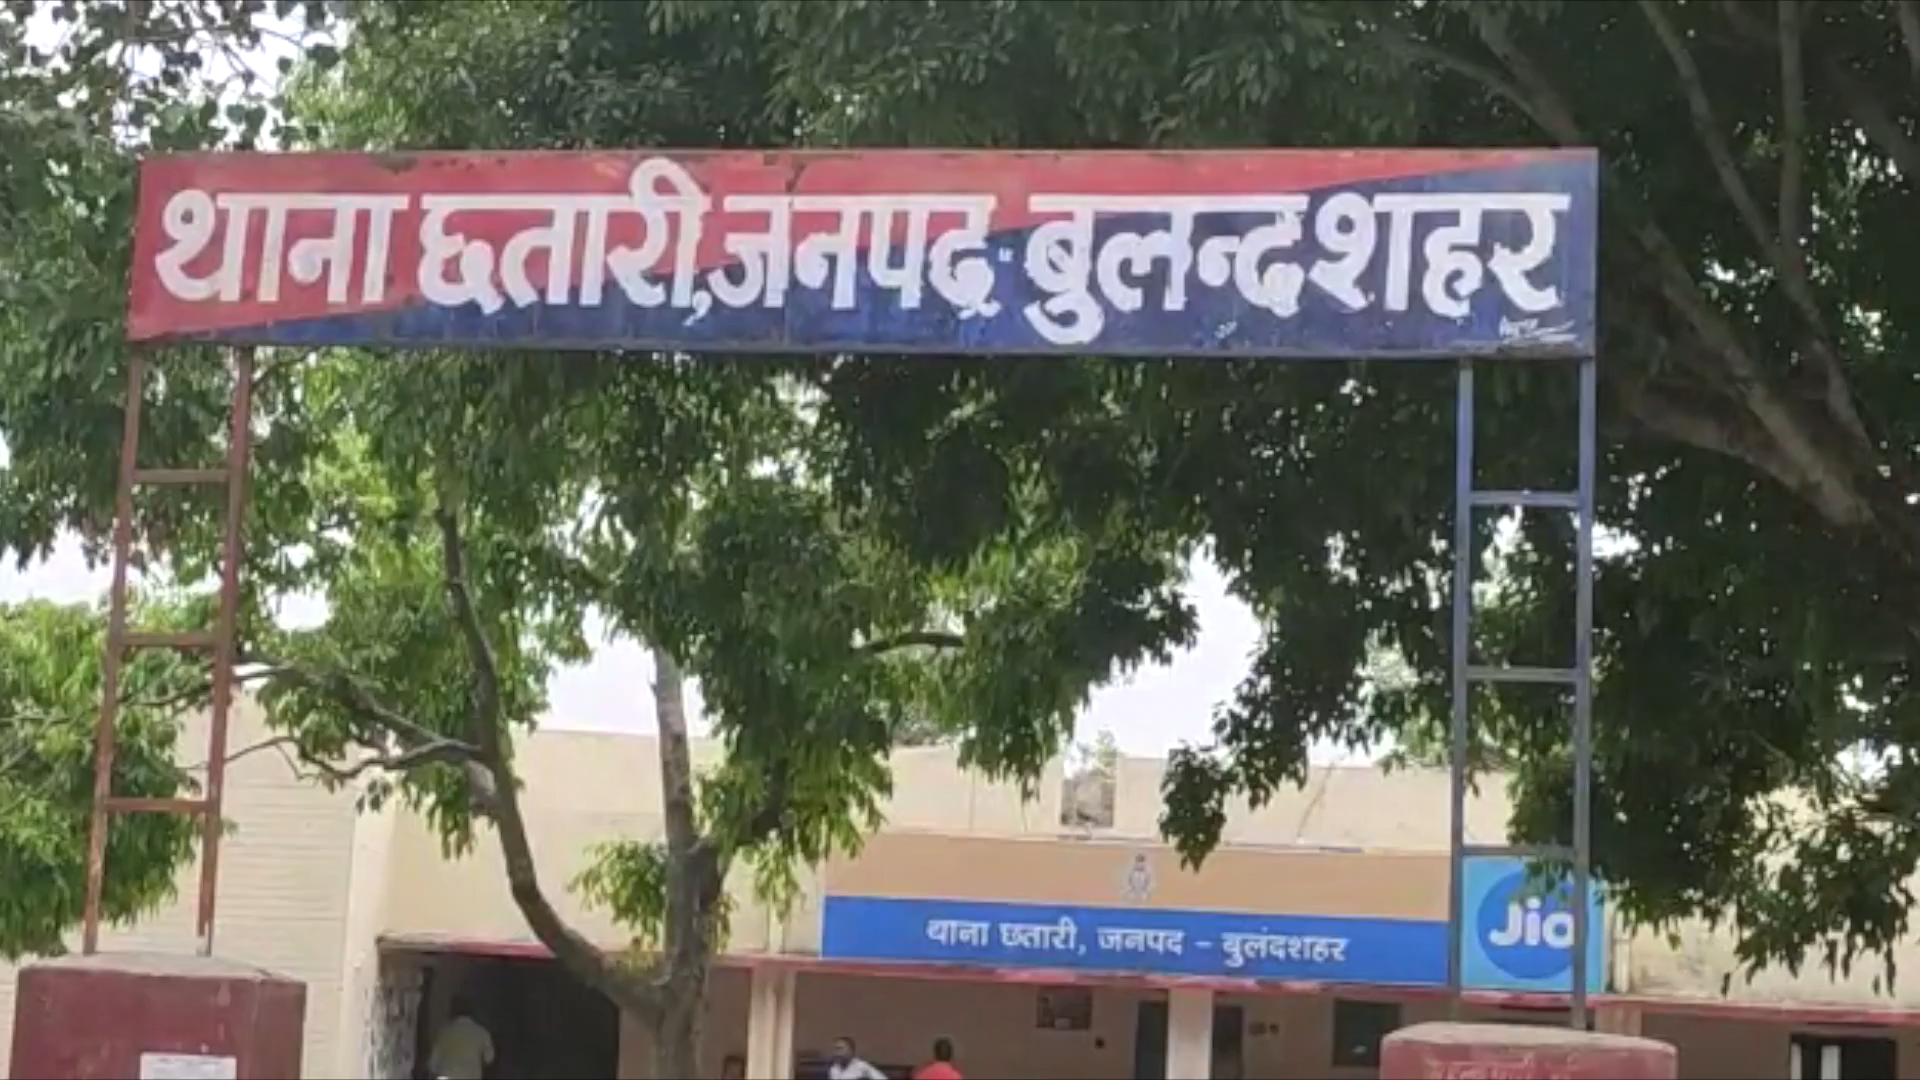 थाना छतारी,जनपद-बुलन्दशहर
थाना छतारी, जनपद - बुलंदशहर
Jio